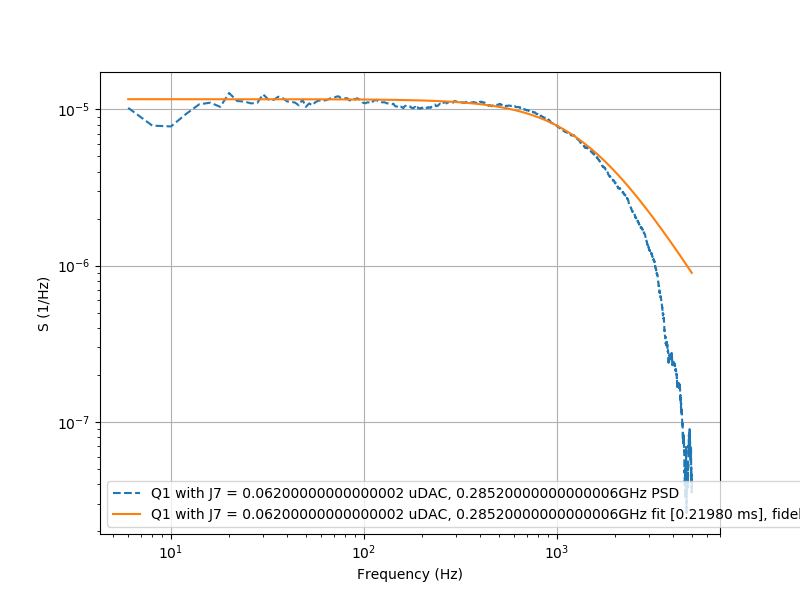 10⁻⁵
10⁻⁶
10⁻⁷
S (1/Hz)
Q1 with J7 = 0.06200000000000002 uDAC, 0.28520000000000006GHz PSD
Q1 with J7 = 0.06200000000000002 uDAC, 0.28520000000000006GHz fit [0.21980 ms], fidel
10¹ 10² 10³
Frequency (Hz)